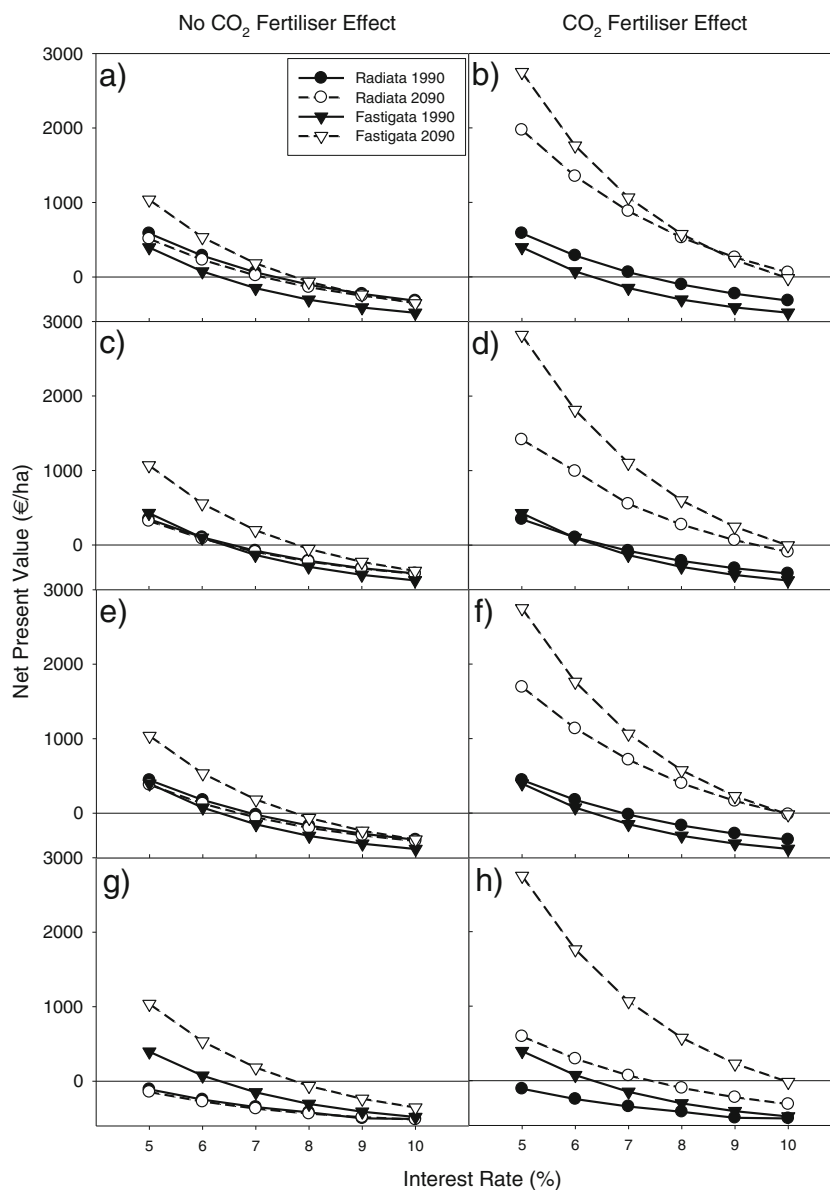 No CO₂ Fertiliser Effect
CO₂ Fertiliser Effect
a)
b)
Radiata 1990
Radiata 2090
Fastigata 1990
Fastigata 2090
3000
2000
1000
0
c)
d)
3000
2000
1000
0
e)
f)
3000
2000
1000
0
g)
h)
3000
2000
1000
0
Net Present Value (€/ha)
5 6 7 8 9 10
5 6 7 8 9 10
Interest Rate (%)